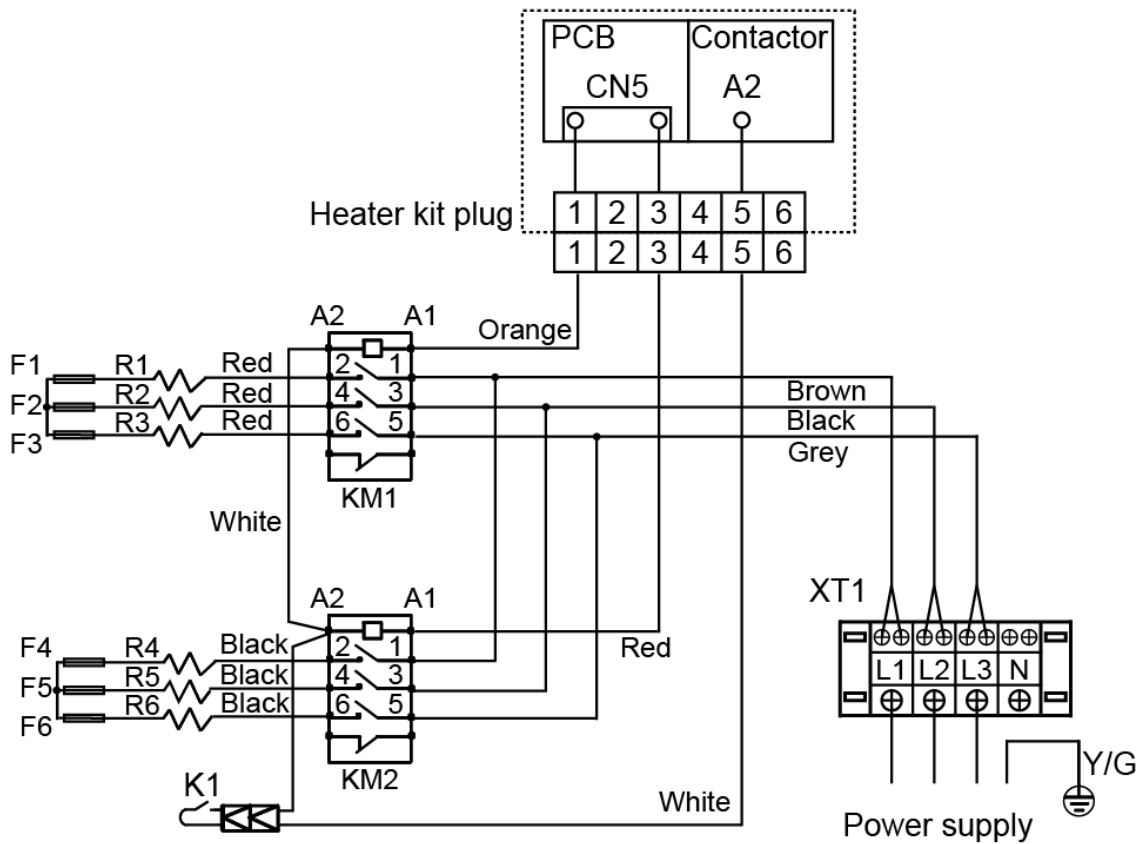 PCB Contactor
CN5 A2
Heater kit plug 1 2 3 4 5 6
1 2 3 4 5 6
A2 A1 Orange
F1 R1 Red 2 1
F2 R2 Red 4 3 Brown
F3 R3 Red 6 5 Black
Grey
KM1
White
XT1
A2 A1
F4 R4 Black 2 1 Red
F5 R5 Black 4 3
F6 R6 Black 6 5
L1 L2 L3 N
KM2
K1 White
Y/G
Power supply